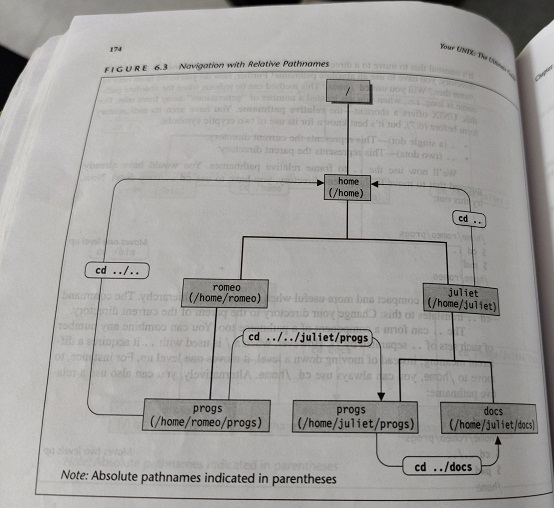 174
Your UNIX: The Ultimate
Chapter
FIGURE 6.3 Navigation with Relative Pathnames
/
home
(/home)
cd ..
cd ../..
romeo
(/home/romeo)
juliet
(/home/juliet)
cd ../../juliet/progs
progs
(/home/romeo/progs)
progs
(/home/juliet/progs)
docs
(/home/juliet/docs)
cd ../docs
Note: Absolute pathnames indicated in parentheses